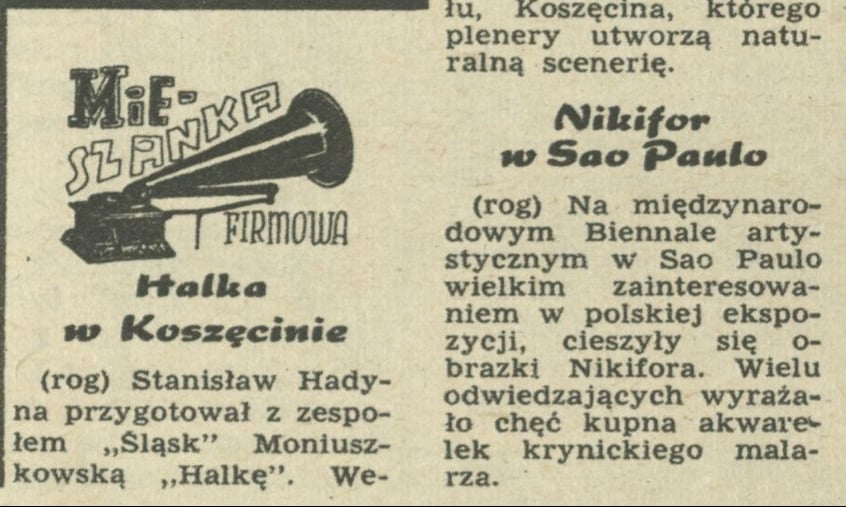 MiE-
SZANKA
FIRMOWA
Halka
w Koszęcinie
(rog) Stanisław Hady-
na przygotował z zespo-
łem „Śląsk” Moniusz-
kowską „Halkę”. We-
łu, Koszęcina, którego
plenery utworzą natu-
ralną scenerię.
Nikifor
w Sao Paulo
(rog) Na międzynaro-
dowym Biennale arty-
stycznym w Sao Paulo
wielkim zainteresowa-
niem w polskiej ekspo-
zycji, cieszyły się o-
brazki Nikifora. Wielu
odwiedzających wyraża-
ło chęć kupna akware-
lek krynickiego mala-
rza.